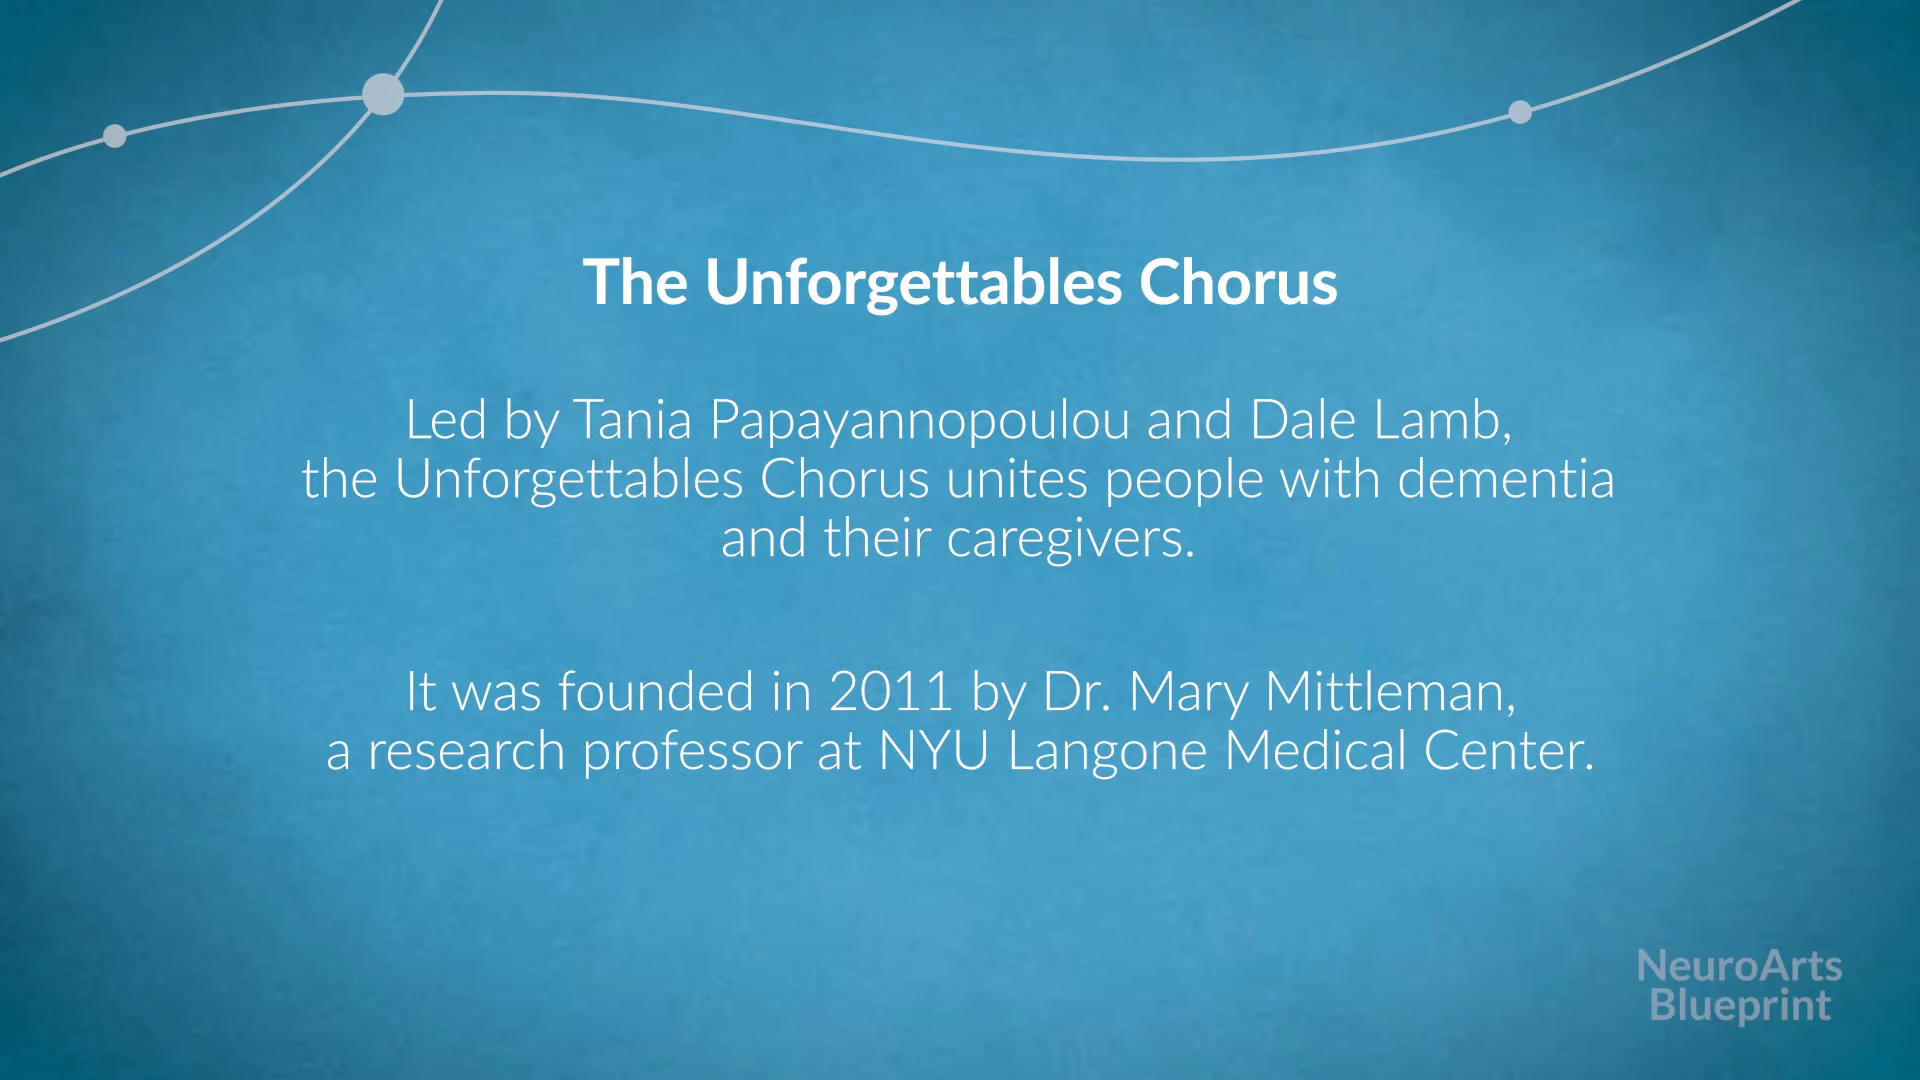 The Unforgettables Chorus
Led by Tania Papayannopoulou and Dale Lamb,
the Unforgettables Chorus unites people with dementia
and their caregivers.
It was founded in 2011 by Dr. Mary Mittleman,
a research professor at NYU Langone Medical Center.
NeuroArts
Blueprint